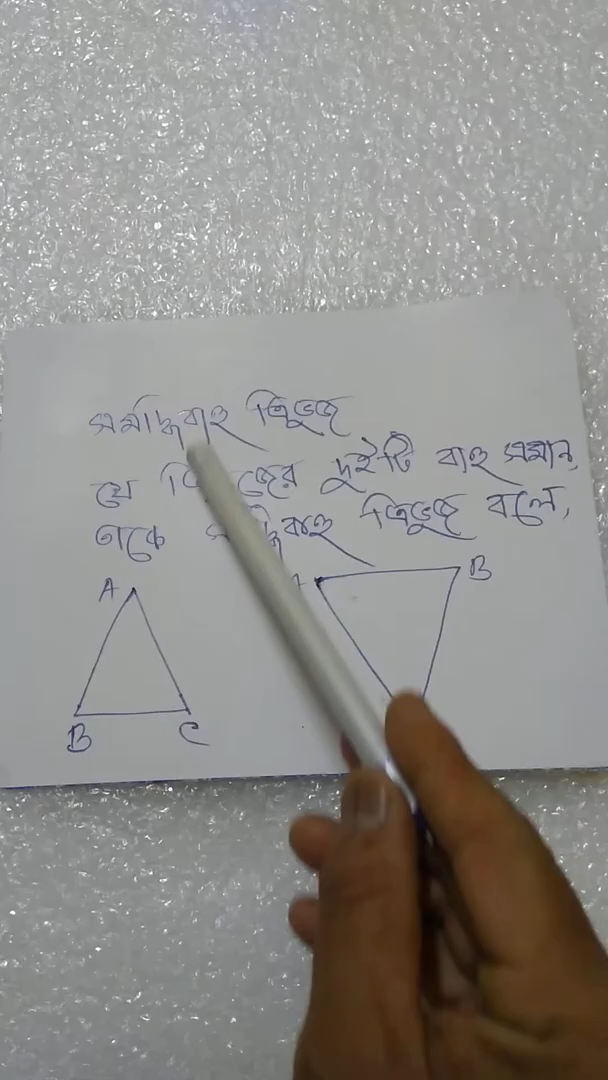 সমদ্বিবাহু ত্রিভুজ
যে দুইটি বাহু সমান,
তাকে ত্রিভুজ বলে,
A
B
B
C